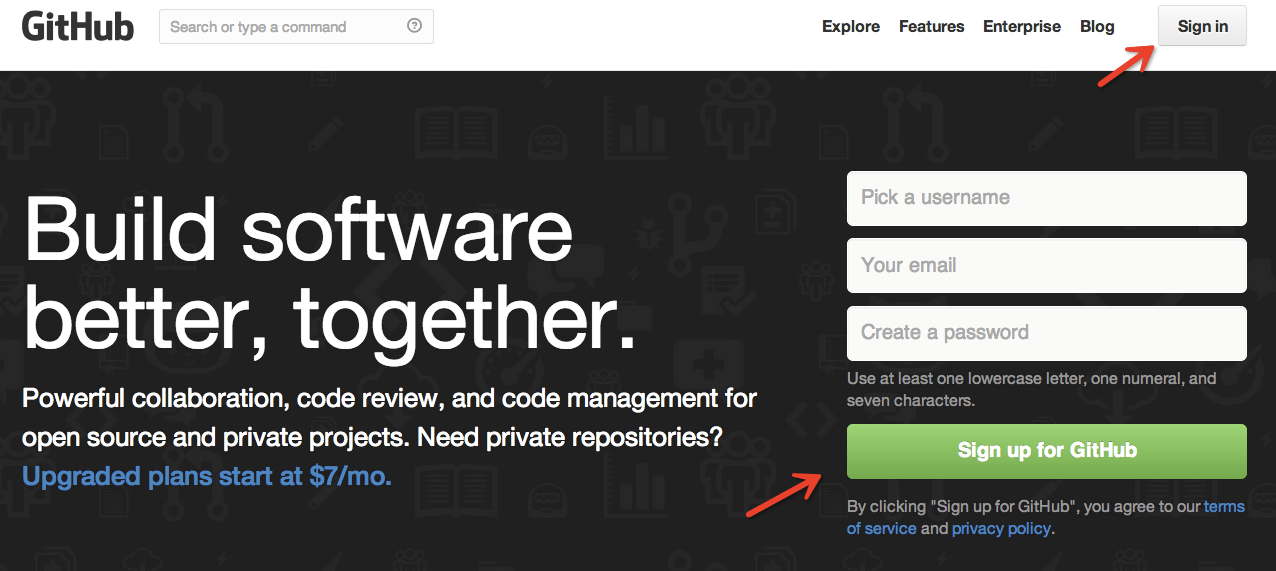 GitHub
Search or type a command
Explore
Features
Enterprise
Blog
Sign in
Build software
better, together.
Powerful collaboration, code review, and code management for
open source and private projects. Need private repositories?
Upgraded plans start at $7/mo.
Pick a username
Your email
Create a password
Use at least one lowercase letter, one numeral, and
seven characters.
Sign up for GitHub
By clicking "Sign up for GitHub", you agree to our terms
of service and privacy policy.